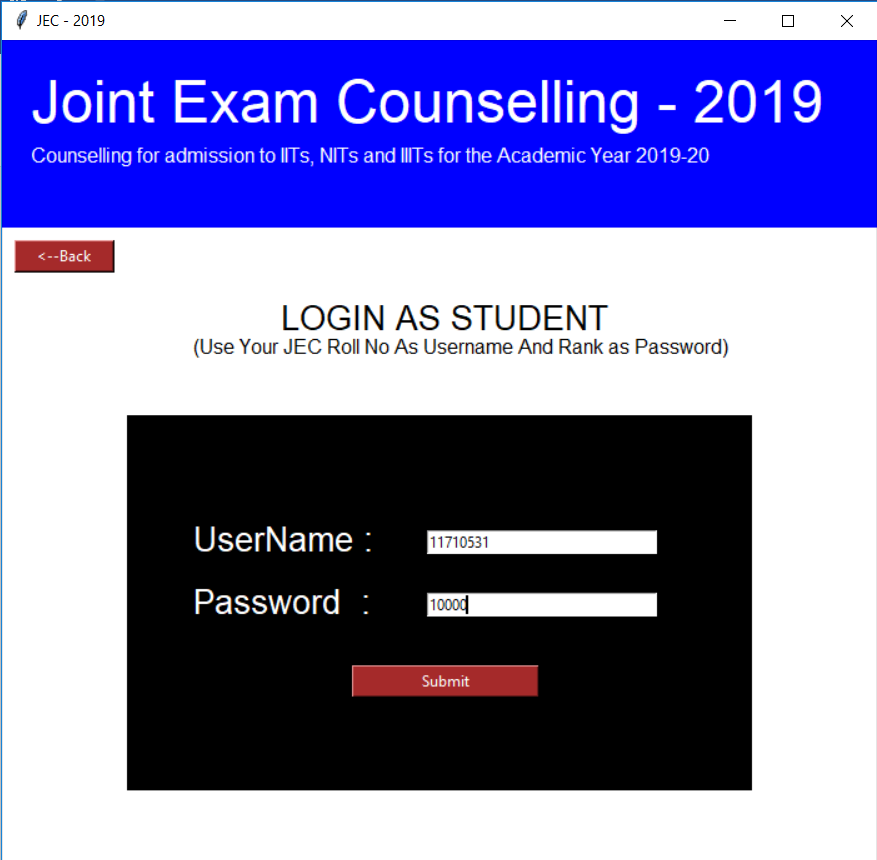 JEC - 2019
Joint Exam Counselling - 2019
Counselling for admission to IITs, NITs and IIITs for the Academic Year 2019-20
<--Back
LOGIN AS STUDENT
(Use Your JEC Roll No As Username And Rank as Password)
UserName : 11710531
Password : 10000
Submit